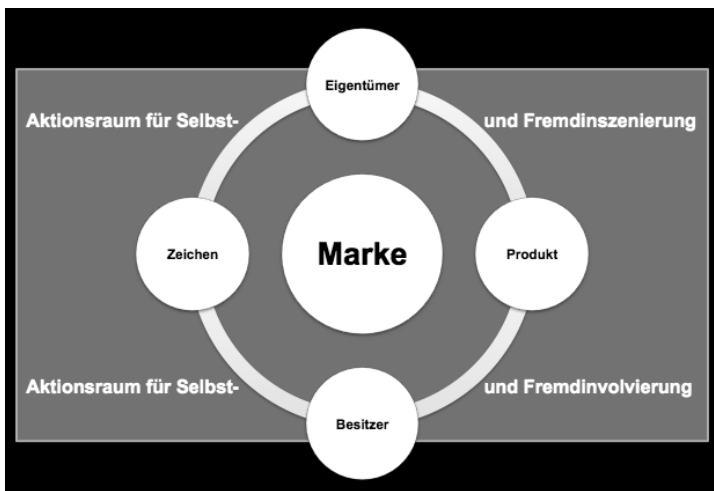 Eigentümer
Aktionsraum für Selbst- und Fremdinszenierung
Zeichen
Marke
Produkt
Aktionsraum für Selbst- und Fremdinvolvierung
Besitzer